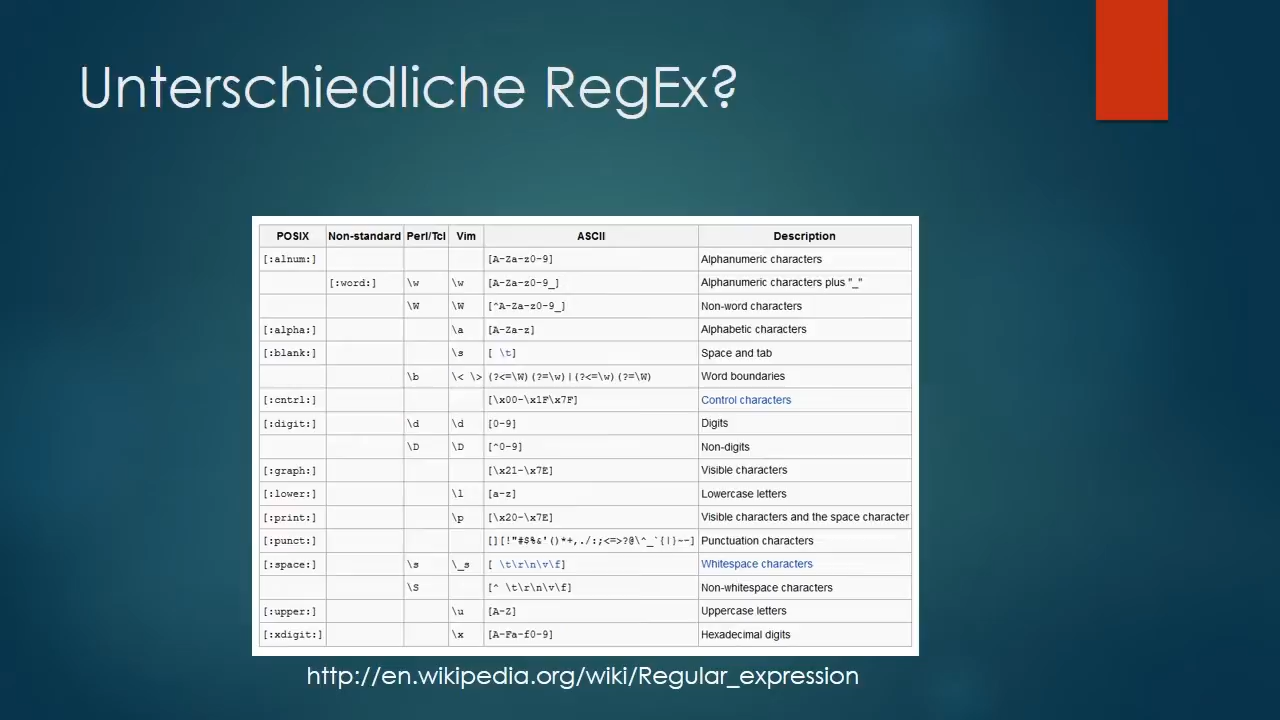 Unterschiedliche RegEx?
POSIX Non-standard Perl/Tcl Vim ASCII Description
[:alnum:] [A-Za-z0-9] Alphanumeric characters
[:word:] \w \w [A-Za-z0-9_] Alphanumeric characters plus "_"
\W \W [^A-Za-z0-9_] Non-word characters
[:alpha:] \a [A-Za-z] Alphabetic characters
[:blank:] \s [ \t] Space and tab
\b \< \> (?<=\W)(?=\w)|(?<=\w)(?=\W) Word boundaries
[:cntrl:] [\x00-\x1F\x7F] Control characters
[:digit:] \d \d [0-9] Digits
\D \D [^0-9] Non-digits
[:graph:] [\x21-\x7E] Visible characters
[:lower:] \l [a-z] Lowercase letters
[:print:] \p [\x20-\x7E] Visible characters and the space character
[:punct:] [][!"#$%&'()*+,./:;<=>?@\^_`{|}~-] Punctuation characters
[:space:] \s \_s [ \t\r\n\v\f] Whitespace characters
\S [^ \t\r\n\v\f] Non-whitespace characters
[:upper:] \u [A-Z] Uppercase letters
[:xdigit:] \x [A-Fa-f0-9] Hexadecimal digits
http://en.wikipedia.org/wiki/Regular_expression